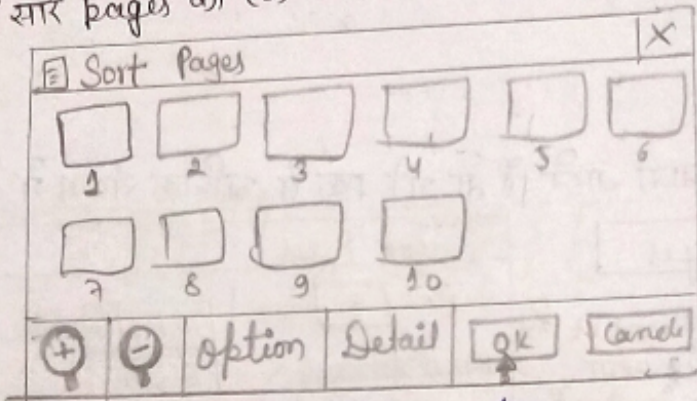 सार pages का
Sort Pages X
1 2 3 4 5 6
7 8 9 10
+ - option Detail OK Cancel